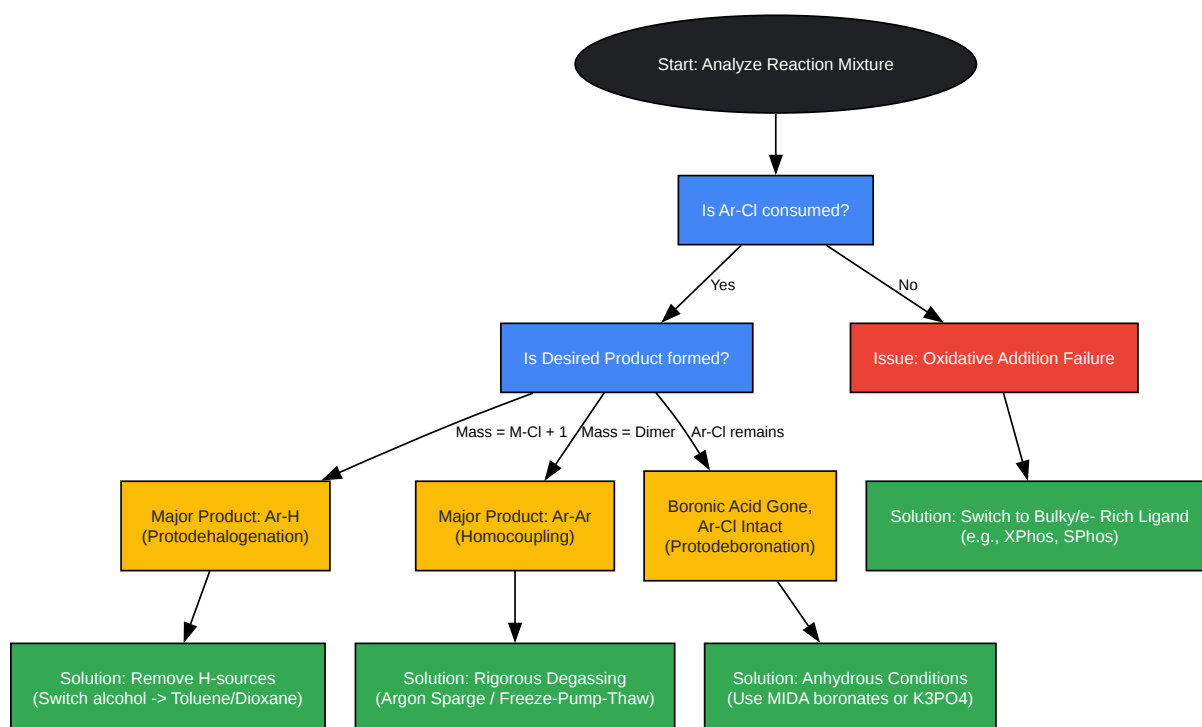 Start: Analyze Reaction Mixture
Is Ar-Cl consumed?
Yes
No
Is Desired Product formed?
Issue: Oxidative Addition Failure
Mass = M-Cl + 1
Mass = Dimer
Ar-Cl remains
Major Product: Ar-H
(Protodehalogenation)
Major Product: Ar-Ar
(Homocoupling)
Boronic Acid Gone,
Ar-Cl Intact
(Protodeboronation)
Solution: Switch to Bulky/e- Rich Ligand
(e.g., XPhos, SPhos)
Solution: Remove H-sources
(Switch alcohol -> Toluene/Dioxane)
Solution: Rigorous Degassing
(Argon Sparge / Freeze-Pump-Thaw)
Solution: Anhydrous Conditions
(Use MIDA boronates or K3PO4)